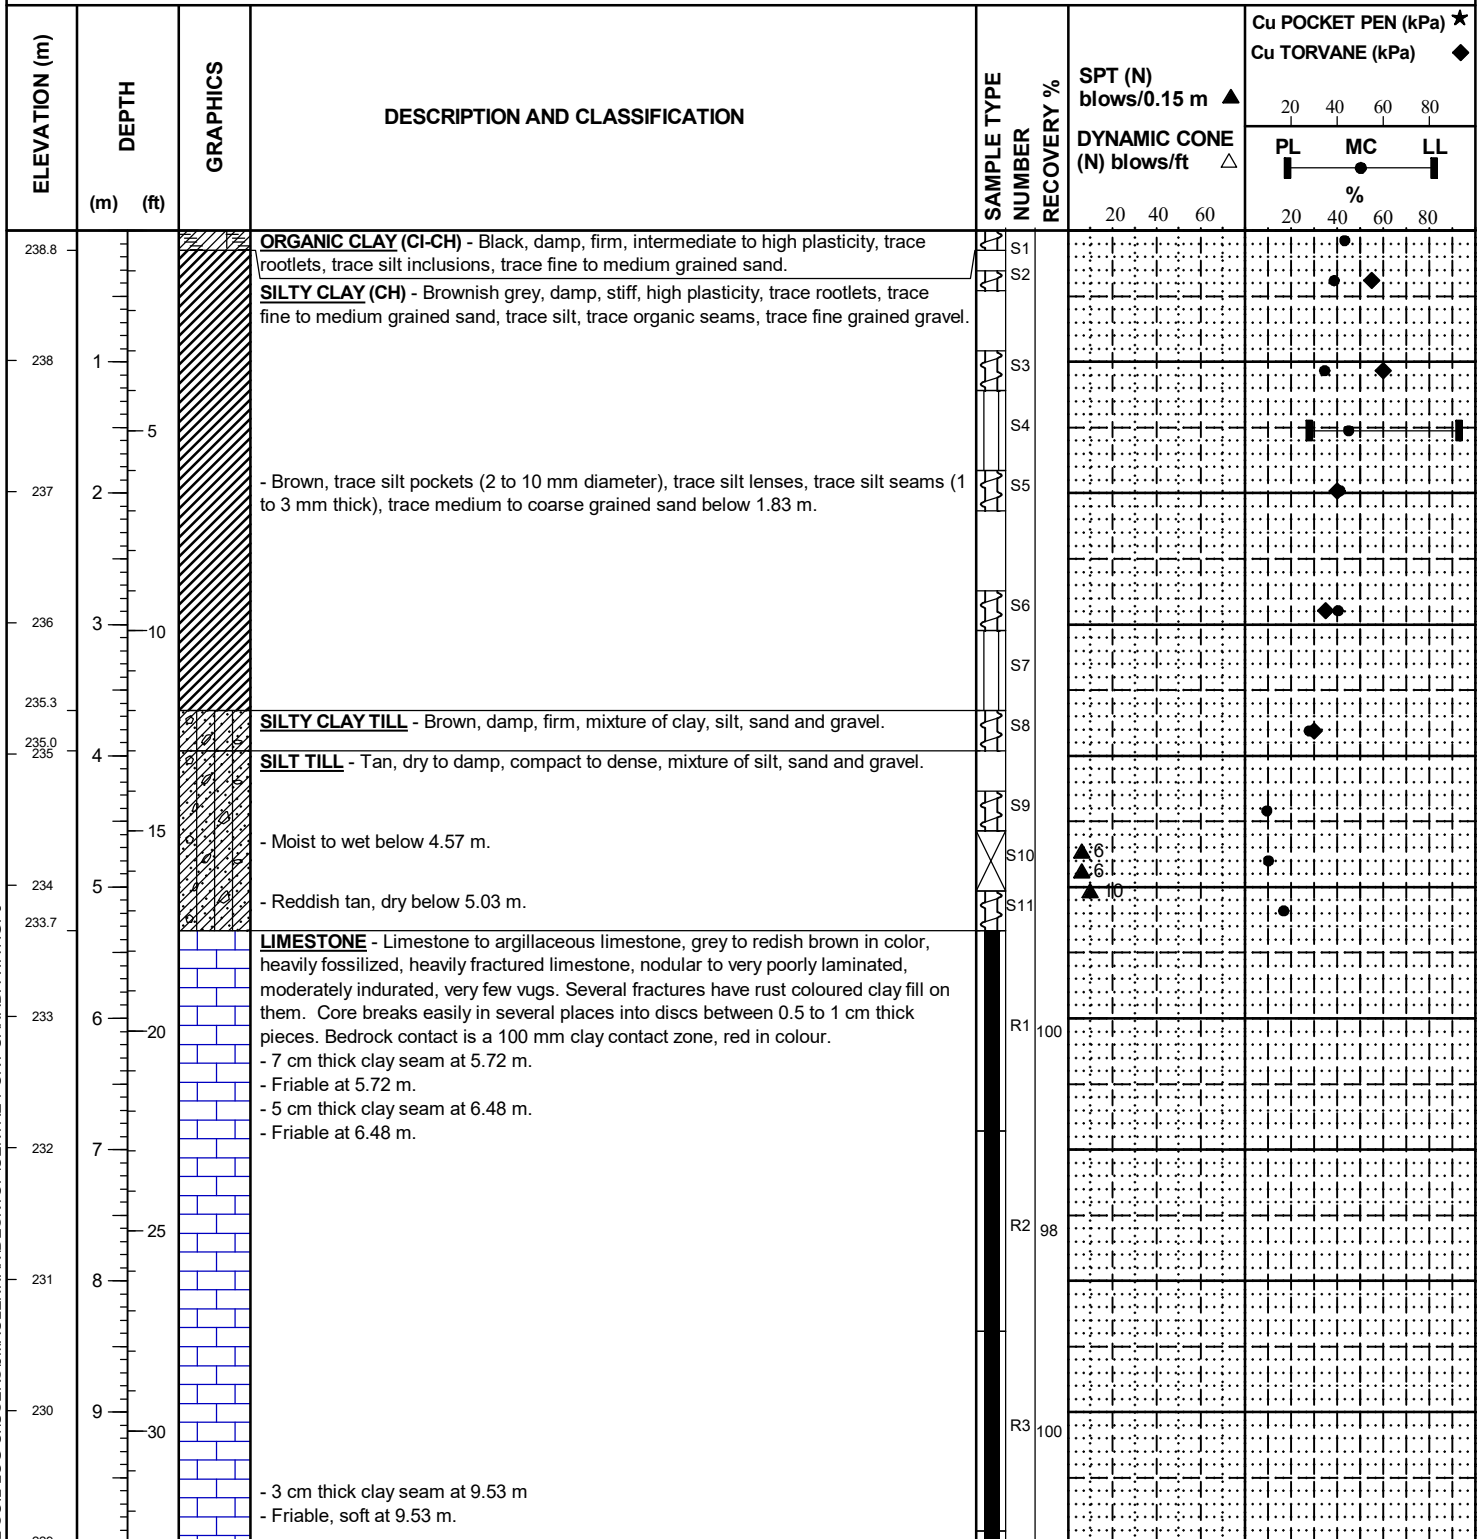 ELEVATION (m)
DEPTH
(m) (ft)
GRAPHICS
DESCRIPTION AND CLASSIFICATION
SAMPLE TYPE
NUMBER
RECOVERY %
SPT (N)
blows/0.15 m
DYNAMIC CONE
(N) blows/ft
20 40 60
Cu POCKET PEN (kPa)
Cu TORVANE (kPa)
20 40 60 80
PL MC LL
%
20 40 60 80
238.8
ORGANIC CLAY (CI-CH) - Black, damp, firm, intermediate to high plasticity, trace
rootlets, trace silt inclusions, trace fine to medium grained sand.
S1
S2
SILTY CLAY (CH) - Brownish grey, damp, stiff, high plasticity, trace rootlets, trace
fine to medium grained sand, trace silt, trace organic seams, trace fine grained gravel.
238
1
S3
5
S4
- Brown, trace silt pockets (2 to 10 mm diameter), trace silt lenses, trace silt seams (1
to 3 mm thick), trace medium to coarse grained sand below 1.83 m.
237
2
S5
236
3
10
S6
S7
235.3
SILTY CLAY TILL - Brown, damp, firm, mixture of clay, silt, sand and gravel.
S8
235.0
235
4
SILT TILL - Tan, dry to damp, compact to dense, mixture of silt, sand and gravel.
S9
15
- Moist to wet below 4.57 m.
S10
6
6
234
5
10
- Reddish tan, dry below 5.03 m.
S11
233.7
LIMESTONE - Limestone to argillaceous limestone, grey to redish brown in color,
heavily fossilized, heavily fractured limestone, nodular to very poorly laminated,
moderately indurated, very few vugs. Several fractures have rust coloured clay fill on
them. Core breaks easily in several places into discs between 0.5 to 1 cm thick
pieces. Bedrock contact is a 100 mm clay contact zone, red in colour.
233
6
20
R1
100
- 7 cm thick clay seam at 5.72 m.
- Friable at 5.72 m.
- 5 cm thick clay seam at 6.48 m.
- Friable at 6.48 m.
232
7
25
R2
98
231
8
230
9
30
R3
100
- 3 cm thick clay seam at 9.53 m
- Friable, soft at 9.53 m.